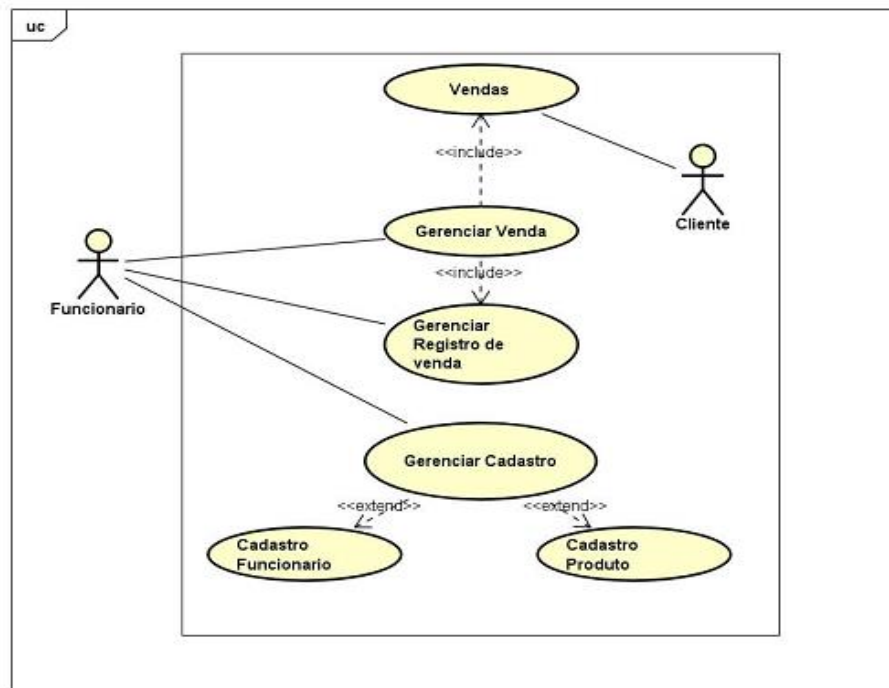 uc
Vendas
<<include>>
Cliente
Gerenciar Venda
<<include>>
Funcionario
Gerenciar
Registro de
venda
Gerenciar Cadastro
<<extend>>
<<extend>>
Cadastro
Funcionario
Cadastro
Produto